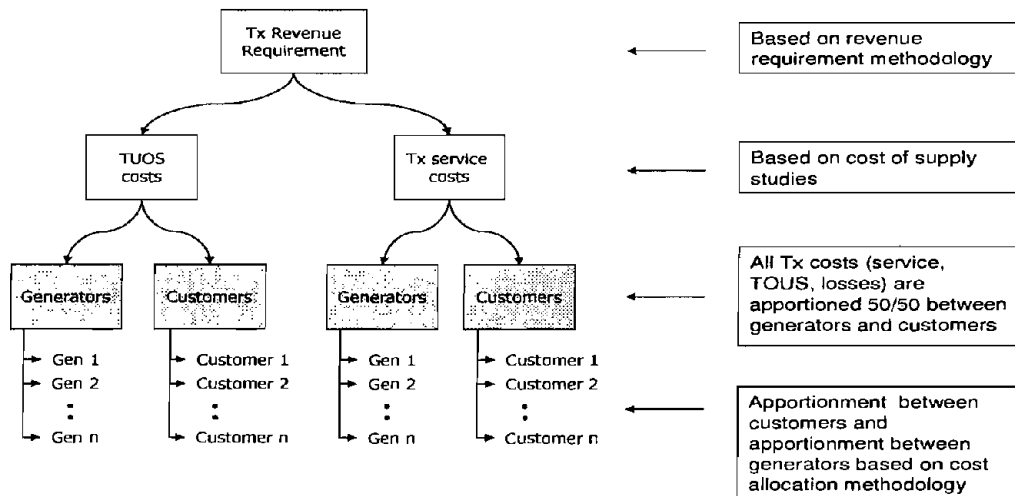 Tx Revenue
Requirement
Based on revenue
requirement methodology
TUOS
costs
Tx service
costs
Based on cost of supply
studies
Generators
Customers
Generators
Customers
All Tx costs (service,
TOUS, losses) are
apportioned 50/50 between
generators and customers
Gen 1
Gen 2
Gen n
Customer 1
Customer 2
Customer n
Gen 1
Gen 2
Gen n
Customer 1
Customer 2
Customer n
Apportionment between
customers and
apportionment between
generators based on cost
allocation methodology